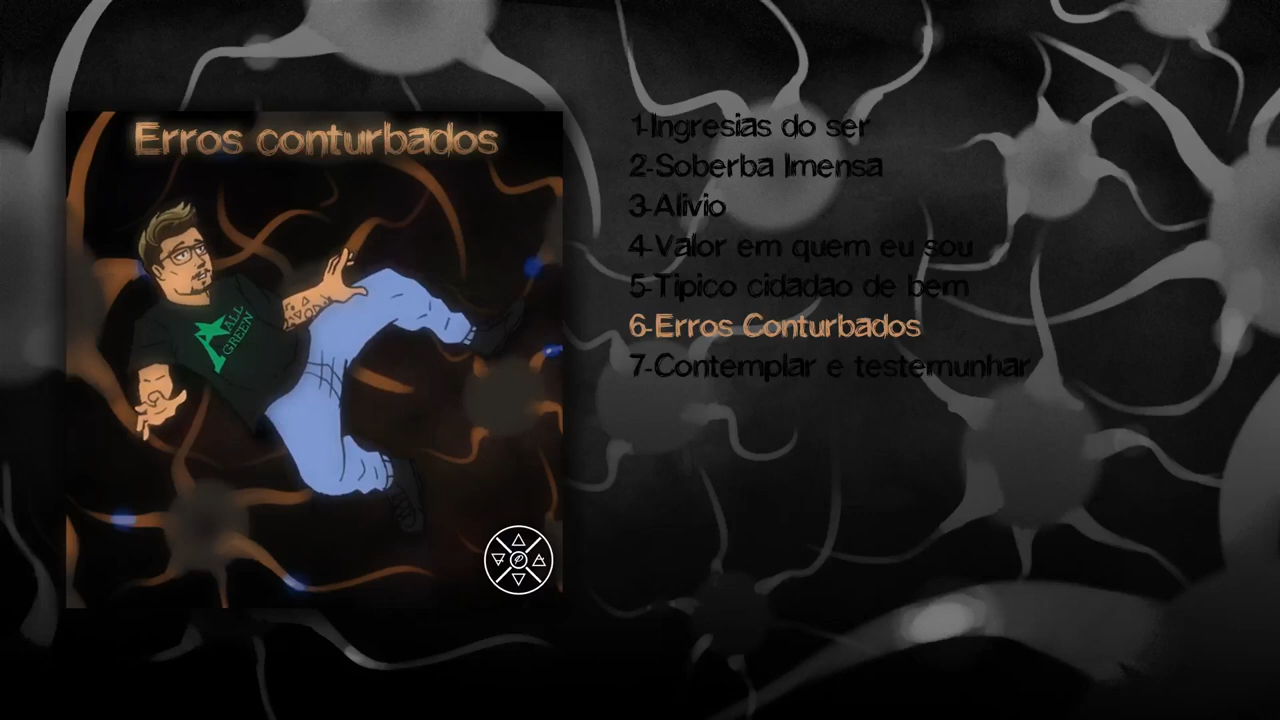 Erros conturbados
ALL
GREEN
1-Ingresias do ser
2-Soberba Imensa
3-Alivio
4-Valor em quem eu sou
5-Tipico cidadao de bem
6-Erros Conturbados
7-Contemplar e testemunhar